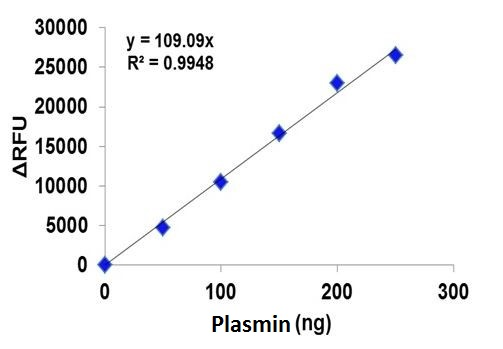 30000
25000
20000
15000
10000
5000
0
ΔRFU
y = 109.09x
R² = 0.9948
0 100 200 300
Plasmin (ng)